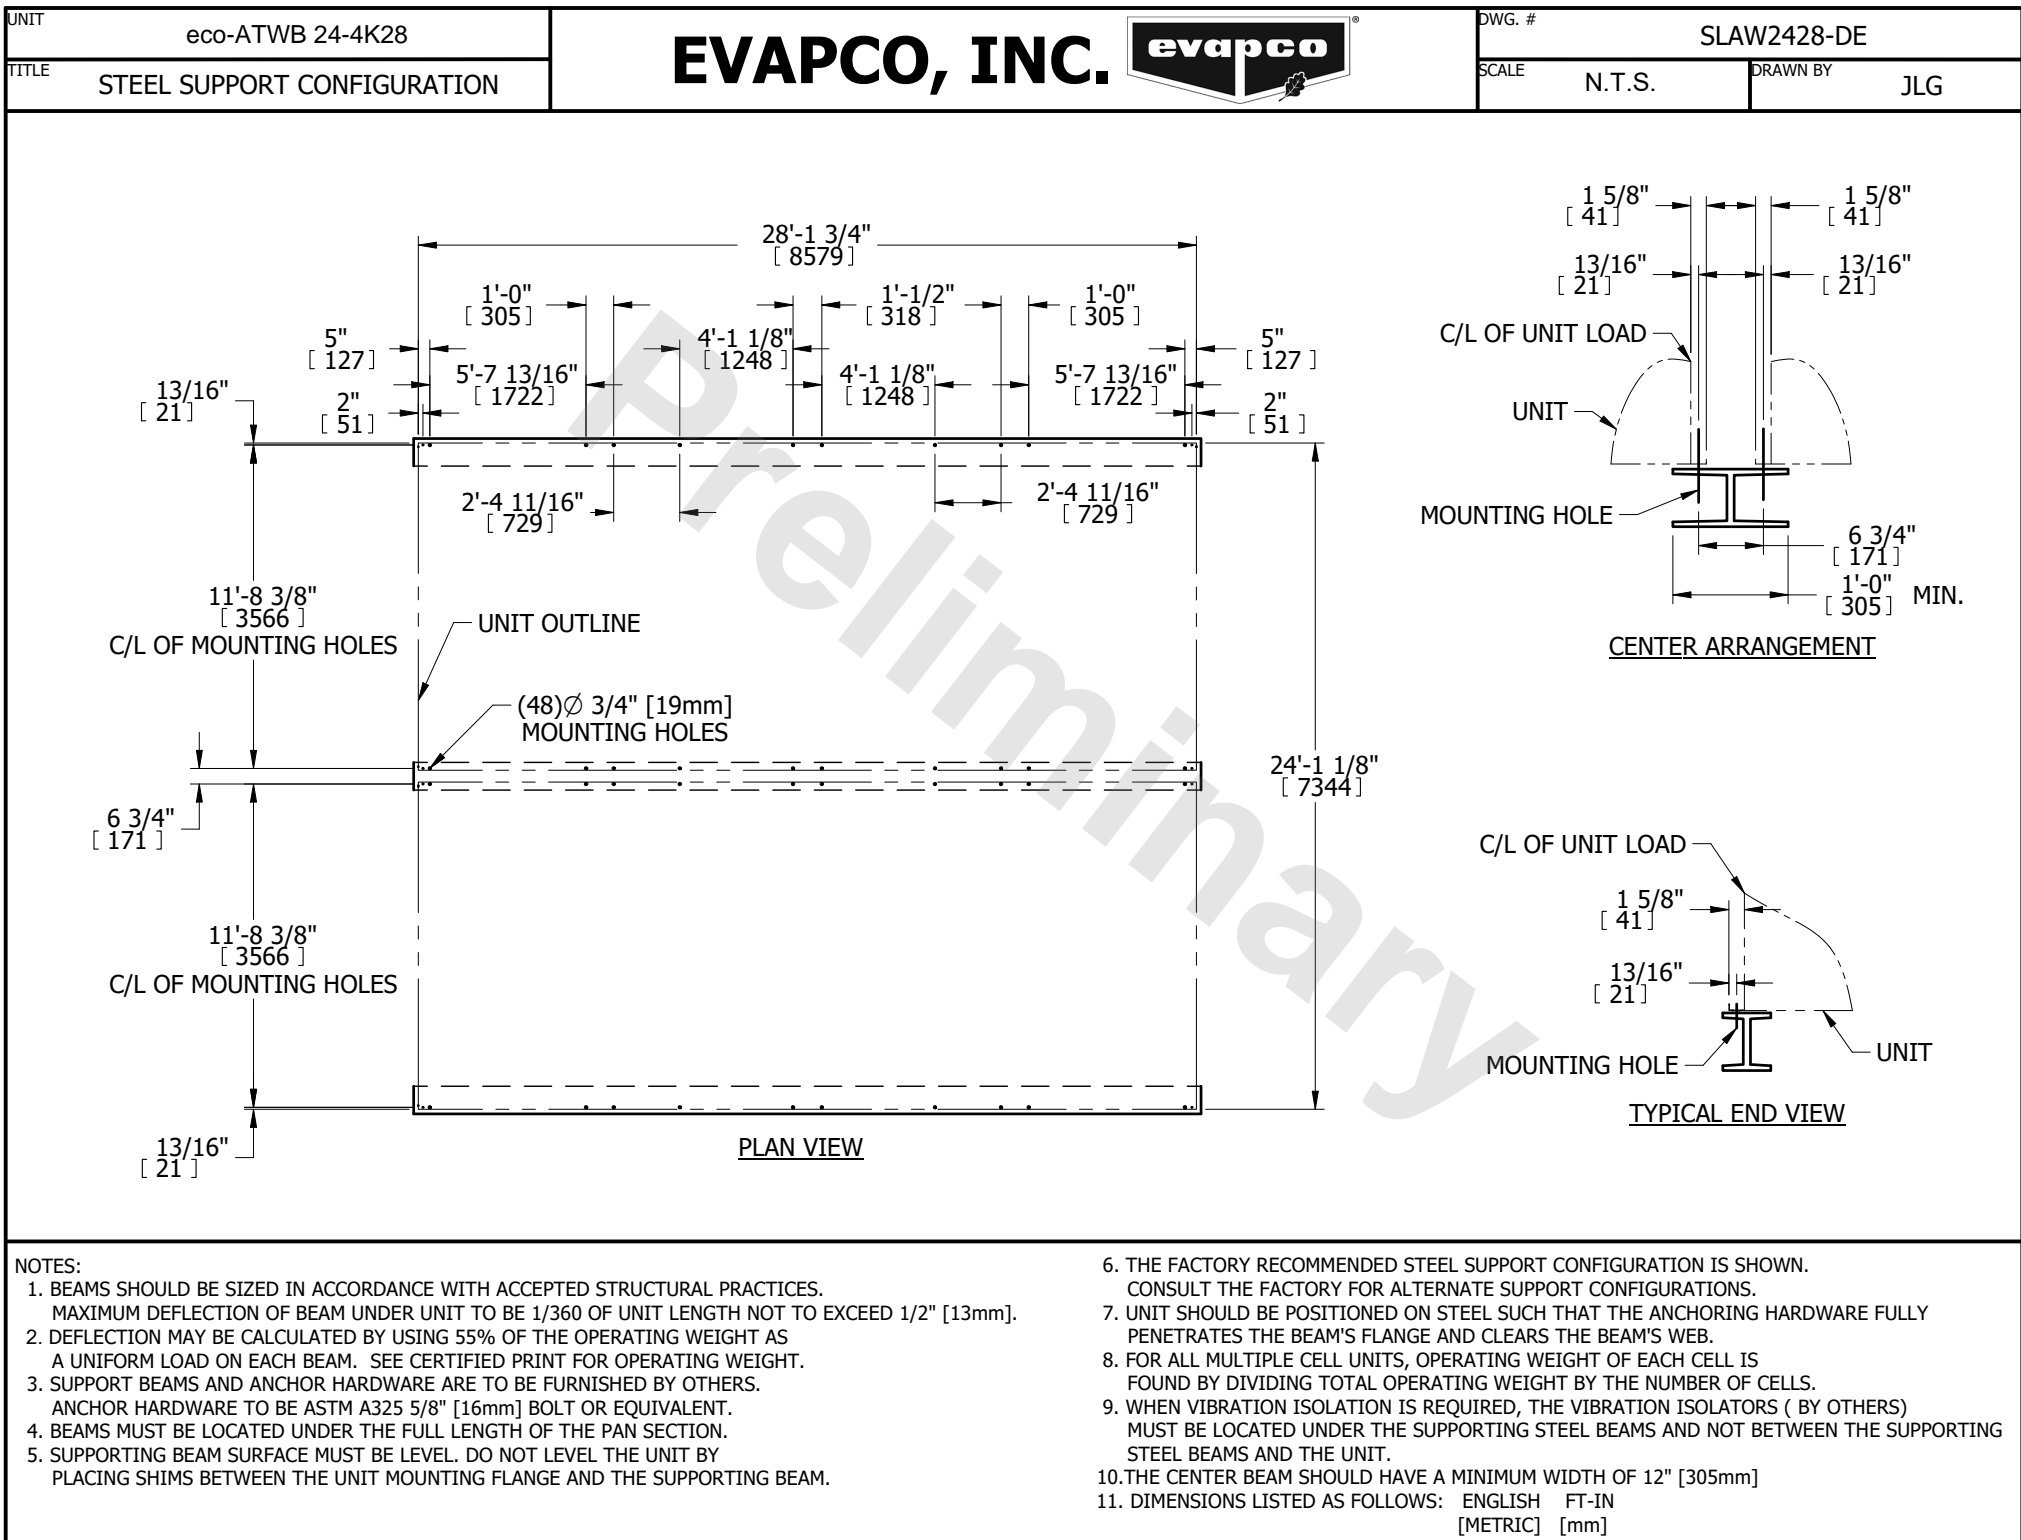 UNIT
eco-ATWB 24-4K28
TITLE
STEEL SUPPORT CONFIGURATION
EVAPCO, INC.
evapco®
DWG. #
SLAW2428-DE
SCALE
N.T.S.
DRAWN BY
JLG
28'-1 3/4"
[ 8579 ]
1'-0"
[ 305 ]
1'-1/2"
[ 318 ]
1'-0"
[ 305 ]
5"
[ 127 ]
4'-1 1/8"
[ 1248 ]
5"
[ 127 ]
5'-7 13/16"
[ 1722 ]
4'-1 1/8"
[ 1248 ]
5'-7 13/16"
[ 1722 ]
13/16"
[ 21 ]
2"
[ 51 ]
2"
[ 51 ]
2'-4 11/16"
[ 729 ]
2'-4 11/16"
[ 729 ]
11'-8 3/8"
[ 3566 ]
C/L OF MOUNTING HOLES
UNIT OUTLINE
(48)Ø 3/4" [19mm]
MOUNTING HOLES
24'-1 1/8"
[ 7344 ]
6 3/4"
[ 171 ]
11'-8 3/8"
[ 3566 ]
C/L OF MOUNTING HOLES
13/16"
[ 21 ]
PLAN VIEW
Preliminary
1 5/8"
[ 41 ]
1 5/8"
[ 41 ]
13/16"
[ 21 ]
13/16"
[ 21 ]
C/L OF UNIT LOAD
UNIT
MOUNTING HOLE
6 3/4"
[ 171 ]
1'-0"
[ 305 ]
MIN.
CENTER ARRANGEMENT
C/L OF UNIT LOAD
1 5/8"
[ 41 ]
13/16"
[ 21 ]
MOUNTING HOLE
UNIT
TYPICAL END VIEW
NOTES:
1. BEAMS SHOULD BE SIZED IN ACCORDANCE WITH ACCEPTED STRUCTURAL PRACTICES.
MAXIMUM DEFLECTION OF BEAM UNDER UNIT TO BE 1/360 OF UNIT LENGTH NOT TO EXCEED 1/2" [13mm].
2. DEFLECTION MAY BE CALCULATED BY USING 55% OF THE OPERATING WEIGHT AS
A UNIFORM LOAD ON EACH BEAM. SEE CERTIFIED PRINT FOR OPERATING WEIGHT.
3. SUPPORT BEAMS AND ANCHOR HARDWARE ARE TO BE FURNISHED BY OTHERS.
ANCHOR HARDWARE TO BE ASTM A325 5/8" [16mm] BOLT OR EQUIVALENT.
4. BEAMS MUST BE LOCATED UNDER THE FULL LENGTH OF THE PAN SECTION.
5. SUPPORTING BEAM SURFACE MUST BE LEVEL. DO NOT LEVEL THE UNIT BY
PLACING SHIMS BETWEEN THE UNIT MOUNTING FLANGE AND THE SUPPORTING BEAM.
6. THE FACTORY RECOMMENDED STEEL SUPPORT CONFIGURATION IS SHOWN.
CONSULT THE FACTORY FOR ALTERNATE SUPPORT CONFIGURATIONS.
7. UNIT SHOULD BE POSITIONED ON STEEL SUCH THAT THE ANCHORING HARDWARE FULLY
PENETRATES THE BEAM'S FLANGE AND CLEARS THE BEAM'S WEB.
8. FOR ALL MULTIPLE CELL UNITS, OPERATING WEIGHT OF EACH CELL IS
FOUND BY DIVIDING TOTAL OPERATING WEIGHT BY THE NUMBER OF CELLS.
9. WHEN VIBRATION ISOLATION IS REQUIRED, THE VIBRATION ISOLATORS ( BY OTHERS)
MUST BE LOCATED UNDER THE SUPPORTING STEEL BEAMS AND NOT BETWEEN THE SUPPORTING
STEEL BEAMS AND THE UNIT.
10.THE CENTER BEAM SHOULD HAVE A MINIMUM WIDTH OF 12" [305mm]
11. DIMENSIONS LISTED AS FOLLOWS: ENGLISH FT-IN
[METRIC] [mm]